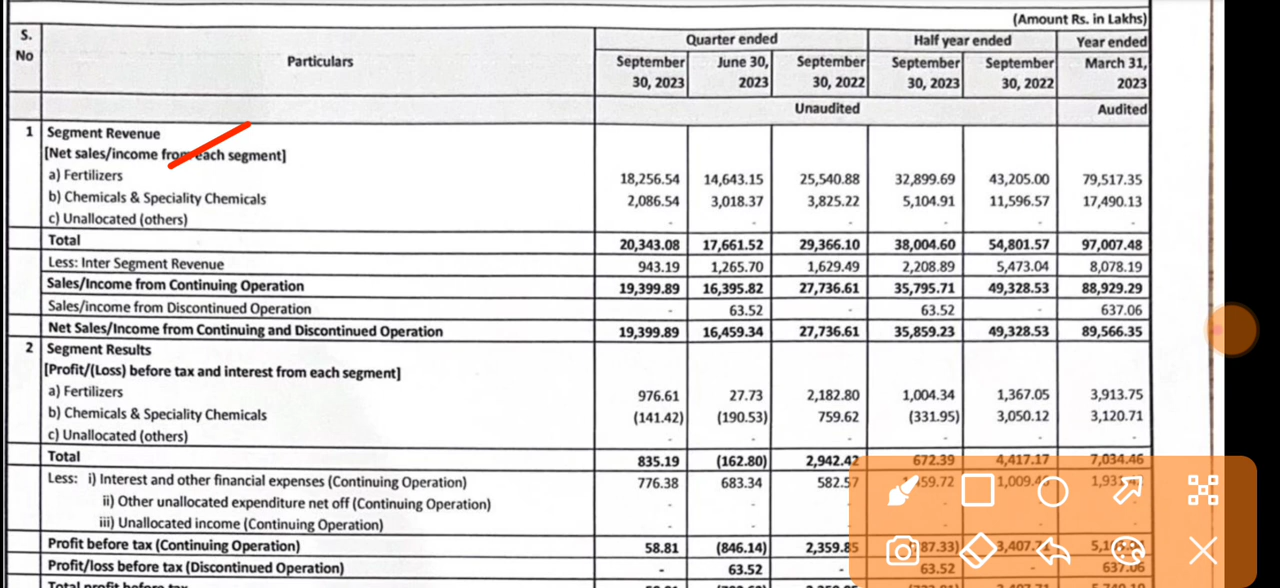 (Amount Rs. in Lakhs)
S. No Particulars Quarter ended Half year ended Year ended
September 30, 2023 June 30, 2023 September 30, 2022 September 30, 2023 September 30, 2022 March 31, 2023
Unaudited Audited
1 Segment Revenue
[Net sales/income from each segment]
a) Fertilizers 18,256.54 14,643.15 25,540.88 32,899.69 43,205.00 79,517.35
b) Chemicals & Speciality Chemicals 2,086.54 3,018.37 3,825.22 5,104.91 11,596.57 17,490.13
c) Unallocated (others) - - - - - -
Total 20,343.08 17,661.52 29,366.10 38,004.60 54,801.57 97,007.48
Less: Inter Segment Revenue 943.19 1,265.70 1,629.49 2,208.89 5,473.04 8,078.19
Sales/Income from Continuing Operation 19,399.89 16,395.82 27,736.61 35,795.71 49,328.53 88,929.29
Sales/income from Discontinued Operation - 63.52 - 63.52 - 637.06
Net Sales/Income from Continuing and Discontinued Operation 19,399.89 16,459.34 27,736.61 35,859.23 49,328.53 89,566.35
2 Segment Results
[Profit/(Loss) before tax and interest from each segment]
a) Fertilizers 976.61 27.73 2,182.80 1,004.34 1,367.05 3,913.75
b) Chemicals & Speciality Chemicals (141.42) (190.53) 759.62 (331.95) 3,050.12 3,120.71
c) Unallocated (others) - - - - - -
Total 835.19 (162.80) 2,942.42 672.39 4,417.17 7,034.46
Less: i) Interest and other financial expenses (Continuing Operation) 776.38 683.34 582.57
ii) Other unallocated expenditure net off (Continuing Operation) - - -
iii) Unallocated income (Continuing Operation) - - -
Profit before tax (Continuing Operation) 58.81 (846.14) 2,359.85
Profit/loss before tax (Discontinued Operation) - 63.52 - 63.52 - 637.06